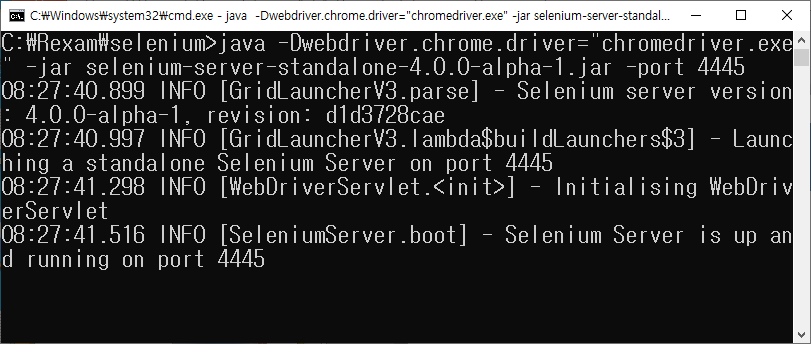 C:\Windows\system32\cmd.exe - java  -Dwebdriver.chrome.driver="chromedriver.exe" -jar selenium-server-standal...
C:₩Rexam₩selenium>java -Dwebdriver.chrome.driver="chromedriver.exe
" -jar selenium-server-standalone-4.0.0-alpha-1.jar -port 4445
08:27:40.899 INFO [GridLauncherV3.parse] - Selenium server version
: 4.0.0-alpha-1, revision: d1d3728cae
08:27:40.997 INFO [GridLauncherV3.lambda$buildLaunchers$3] - Launc
hing a standalone Selenium Server on port 4445
08:27:41.298 INFO [WebDriverServlet.<init>] - Initialising WebDriv
erServlet
08:27:41.516 INFO [SeleniumServer.boot] - Selenium Server is up an
d running on port 4445